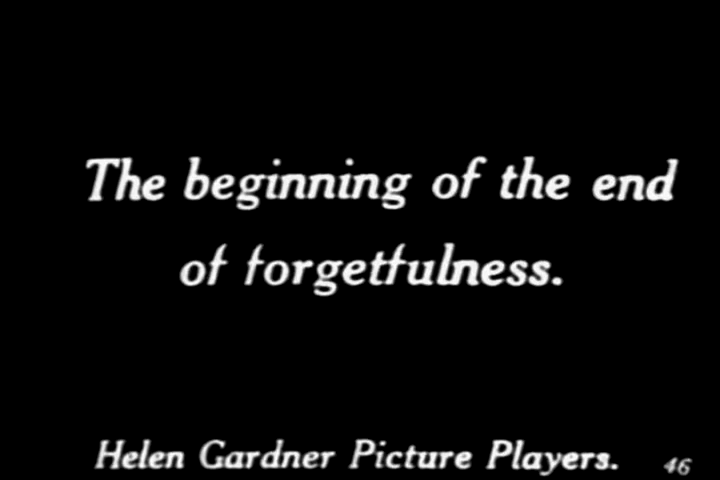 The beginning of the end
of forgetfulness.
Helen Gardner Picture Players. 46